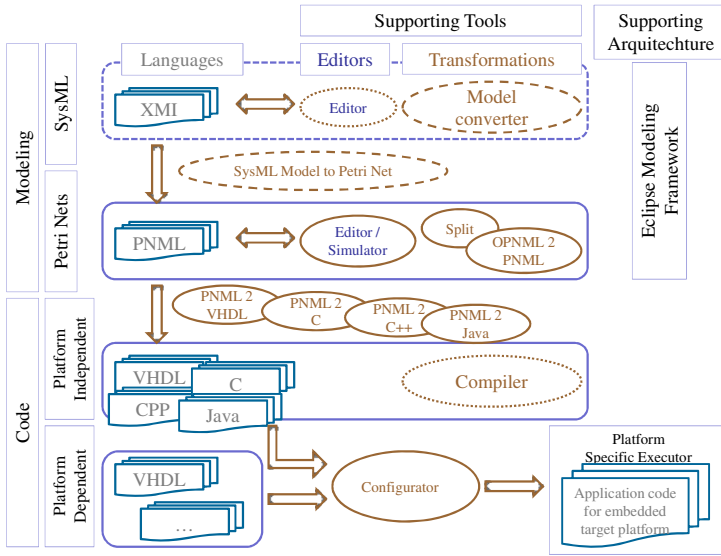 Supporting Tools
Supporting
Arquitechture
Languages
Editors
Transformations
Modeling
SysML
XMI
Editor
Model
converter
SysML Model to Petri Net
Eclipse Modeling
Framework
Petri Nets
PNML
Editor /
Simulator
Split
OPNML 2
PNML
PNML 2
VHDL
PNML 2
C
PNML 2
C++
PNML 2
Java
Code
Platform
Independent
VHDL
C
CPP
Java
Compiler
Platform
Dependent
VHDL
...
Configurator
Platform
Specific Executor
Application code
for embedded
target platform